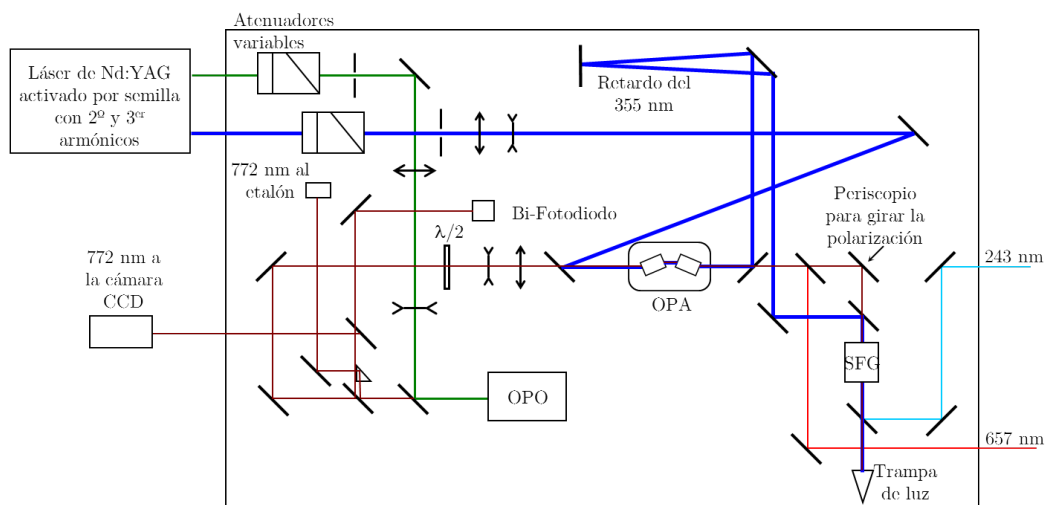 Atenuadores
variables
Láser de Nd:YAG
activado por semilla
con 2º y 3ᵉʳ
armónicos
Retardo del
355 nm
772 nm al
etalón
Bi-Fotodiodo
Periscopio
para girar la
polarización
λ/2
772 nm a
la cámara
CCD
243 nm
OPA
SFG
OPO
657 nm
Trampa
de luz